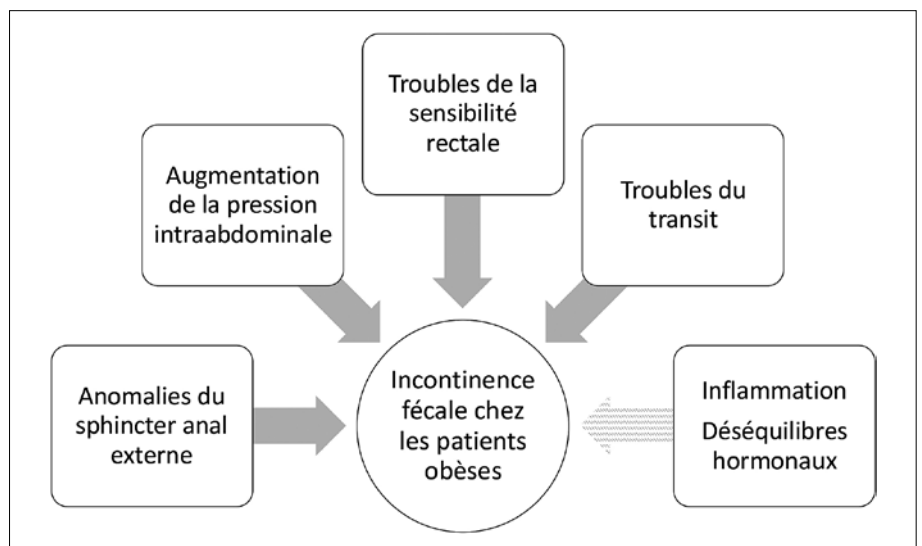 Troubles de la
sensibilité
rectale
Augmentation
de la pression
intraabdominale
Troubles du
transit
Anomalies du
sphincter anal
externe
Incontinence
fécale chez
les patients
obèses
Inflammation
Déséquilibres
hormonaux